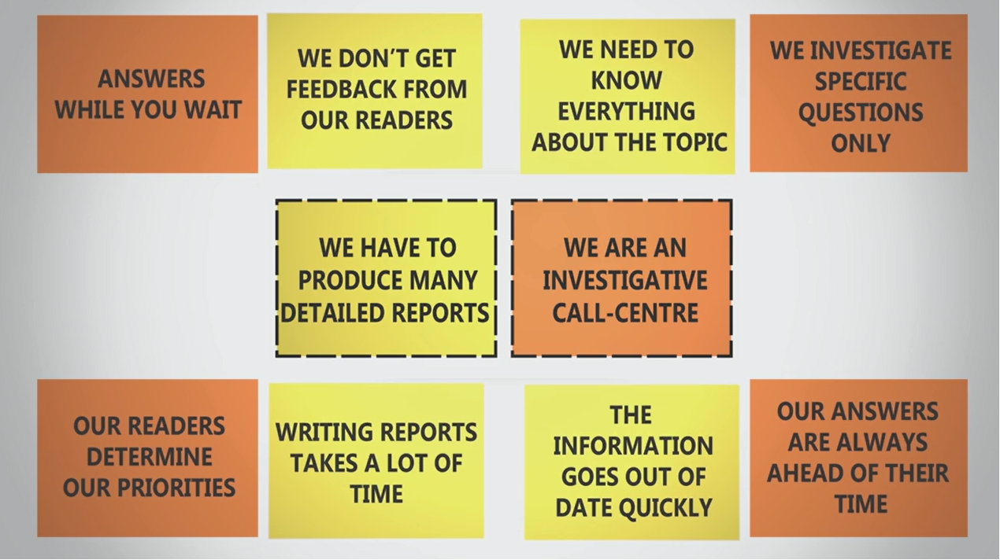 ANSWERS
WHILE YOU WAIT
WE DON'T GET
FEEDBACK FROM
OUR READERS
WE NEED TO
KNOW
EVERYTHING
ABOUT THE TOPIC
WE INVESTIGATE
SPECIFIC
QUESTIONS
ONLY
WE HAVE TO
PRODUCE MANY
DETAILED REPORTS
WE ARE AN
INVESTIGATIVE
CALL-CENTRE
OUR READERS
DETERMINE
OUR PRIORITIES
WRITING REPORTS
TAKES A LOT OF
TIME
THE
INFORMATION
GOES OUT OF
DATE QUICKLY
OUR ANSWERS
ARE ALWAYS
AHEAD OF THEIR
TIME